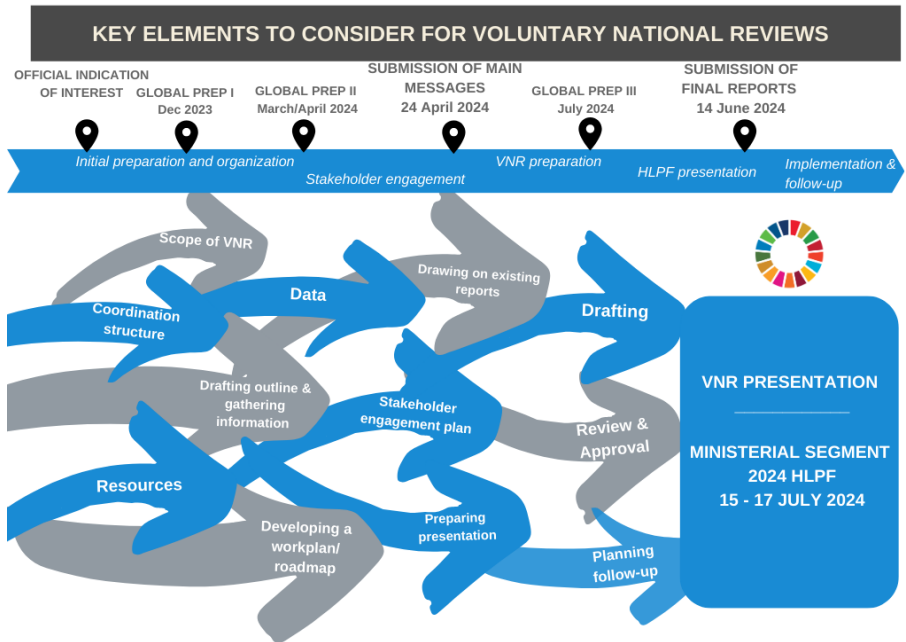 KEY ELEMENTS TO CONSIDER FOR VOLUNTARY NATIONAL REVIEWS
OFFICIAL INDICATION
OF INTEREST
GLOBAL PREP I
Dec 2023
GLOBAL PREP II
March/April 2024
SUBMISSION OF MAIN
MESSAGES
24 April 2024
GLOBAL PREP III
July 2024
SUBMISSION OF
FINAL REPORTS
14 June 2024
Initial preparation and organization
Stakeholder engagement
VNR preparation
HLPF presentation
Implementation &
follow-up
Scope of VNR
Coordination
structure
Data
Drawing on existing
reports
Drafting
Drafting outline &
gathering
information
Stakeholder
engagement plan
Review &
Approval
Resources
Developing a
workplan/
roadmap
Preparing
presentation
Planning
follow-up
VNR PRESENTATION
MINISTERIAL SEGMENT
2024 HLPF
15 - 17 JULY 2024